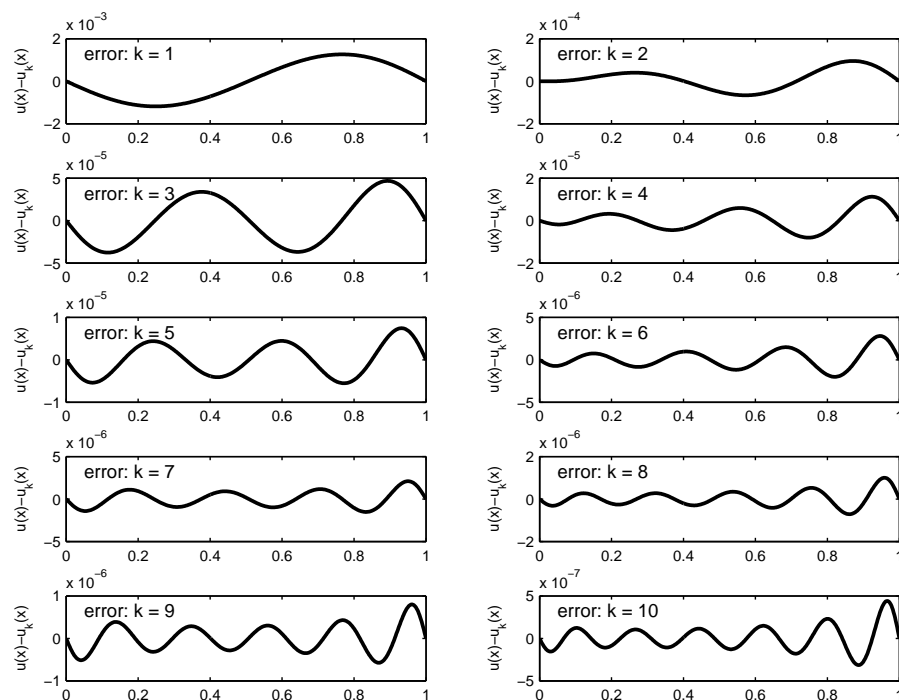 x 10⁻³
error: k = 1
u(x)−u_k(x)
2
0
−2
0 0.2 0.4 0.6 0.8 1
x 10⁻⁴
error: k = 2
u(x)−u_k(x)
2
0
−2
0 0.2 0.4 0.6 0.8 1
x 10⁻⁵
error: k = 3
u(x)−u_k(x)
5
0
−5
0 0.2 0.4 0.6 0.8 1
x 10⁻⁵
error: k = 4
u(x)−u_k(x)
2
0
−2
0 0.2 0.4 0.6 0.8 1
x 10⁻⁵
error: k = 5
u(x)−u_k(x)
1
0
−1
0 0.2 0.4 0.6 0.8 1
x 10⁻⁶
error: k = 6
u(x)−u_k(x)
5
0
−5
0 0.2 0.4 0.6 0.8 1
x 10⁻⁶
error: k = 7
u(x)−u_k(x)
5
0
−5
0 0.2 0.4 0.6 0.8 1
x 10⁻⁶
error: k = 8
u(x)−u_k(x)
2
0
−2
0 0.2 0.4 0.6 0.8 1
x 10⁻⁶
error: k = 9
u(x)−u_k(x)
1
0
−1
0 0.2 0.4 0.6 0.8 1
x 10⁻⁷
error: k = 10
u(x)−u_k(x)
5
0
−5
0 0.2 0.4 0.6 0.8 1